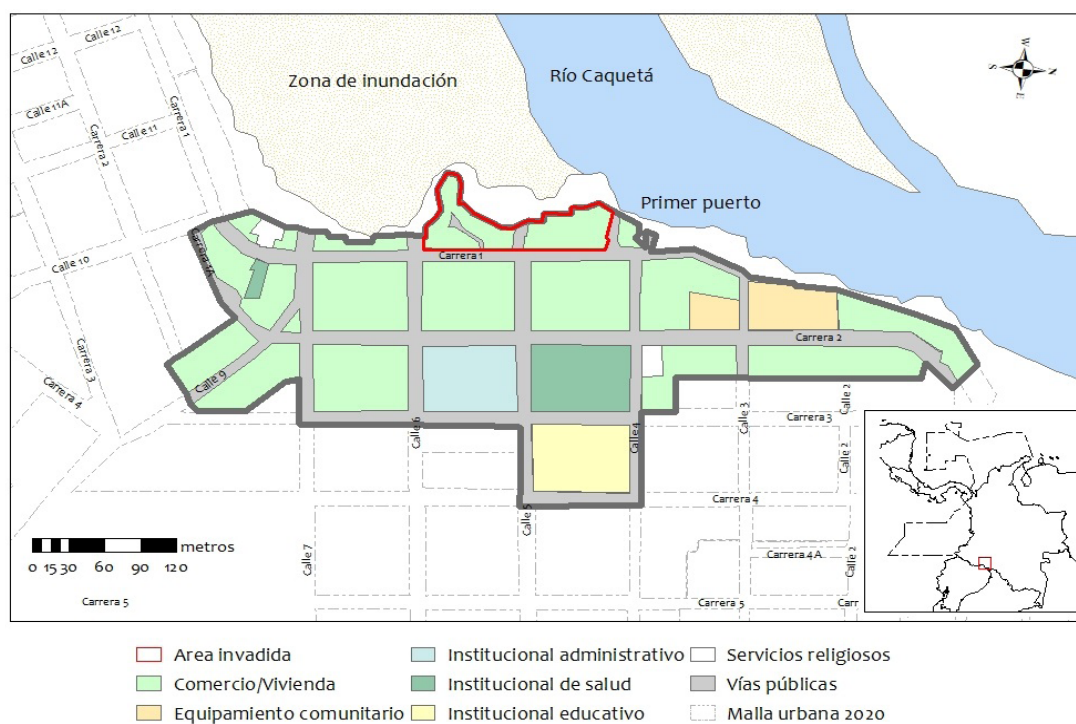 Calle 12
Calle 12
Zona de inundación
Río Caquetá
W
N
S
E
Calle 11A
Calle 11
Carrera 1
Carrera 2
Primer puerto
Calle 10
Carrera 1A
Carrera 1
Carrera 2
Carrera 3
Calle 9
Carrera 4
Calle 6
Calle 4
Calle 3
Calle 2
Carrera 3
Calle 2
Carrera 4
Calle 5
Calle 7
Carrera 4A
Calle 2
metros
0 15 30 60 90 120
Carrera 5
Carrera 5
Carr
Area invadida
Institucional administrativo
Servicios religiosos
Comercio/Vivienda
Institucional de salud
Vías públicas
Equipamiento comunitario
Institucional educativo
Malla urbana 2020